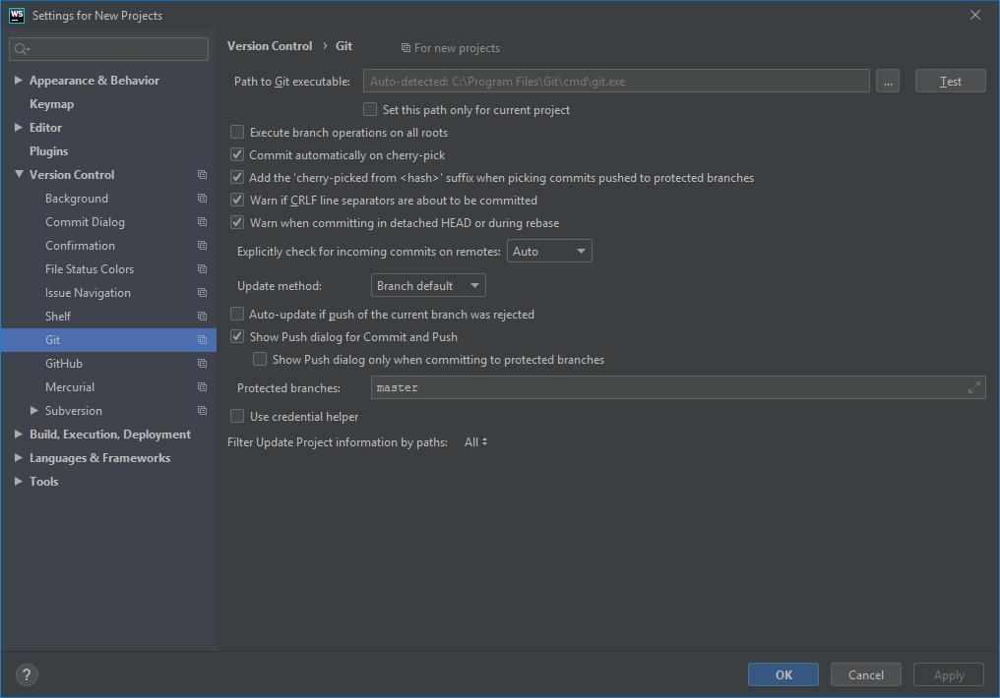 WS Settings for New Projects
Appearance & Behavior
Keymap
Editor
Plugins
Version Control
Background
Commit Dialog
Confirmation
File Status Colors
Issue Navigation
Shelf
Git
GitHub
Mercurial
Subversion
Build, Execution, Deployment
Languages & Frameworks
Tools
Version Control › Git For new projects
Path to Git executable: Auto-detected: C:\Program Files\Git\cmd\git.exe ... Test
Set this path only for current project
Execute branch operations on all roots
Commit automatically on cherry-pick
Add the 'cherry-picked from <hash>' suffix when picking commits pushed to protected branches
Warn if CRLF line separators are about to be committed
Warn when committing in detached HEAD or during rebase
Explicitly check for incoming commits on remotes: Auto
Update method: Branch default
Auto-update if push of the current branch was rejected
Show Push dialog for Commit and Push
Show Push dialog only when committing to protected branches
Protected branches: master
Use credential helper
Filter Update Project information by paths: All
? OK Cancel Apply